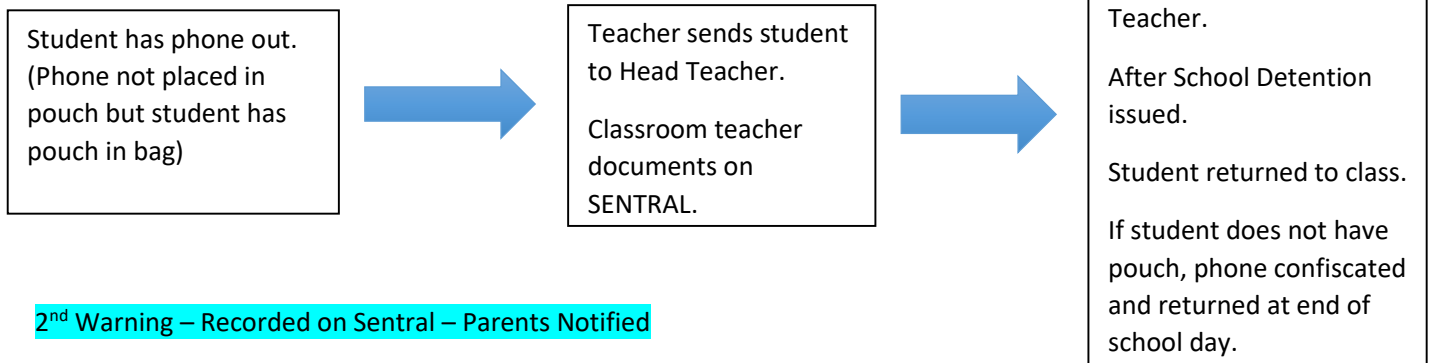 Student has phone out.
(Phone not placed in
pouch but student has
pouch in bag)
Teacher sends student
to Head Teacher.
Classroom teacher
documents on
SENTRAL.
Teacher.
After School Detention
issued.
Student returned to class.
If student does not have
pouch, phone confiscated
and returned at end of
school day.
2nd Warning – Recorded on Sentral – Parents Notified